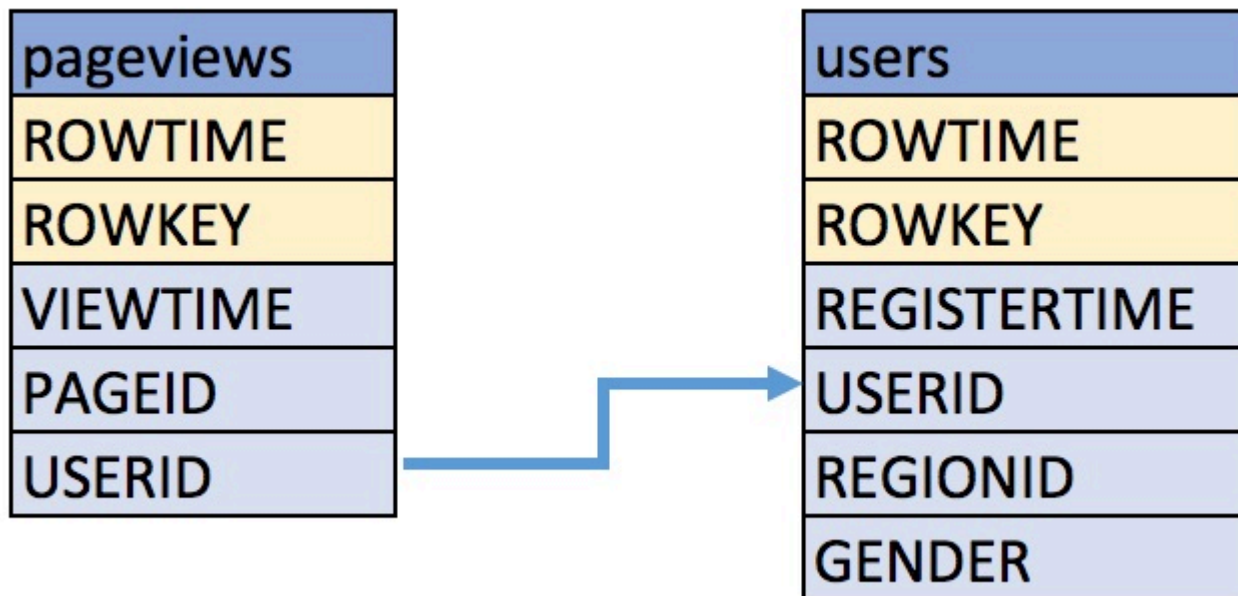 pageviews
ROWTIME
ROWKEY
VIEWTIME
PAGEID
USERID
users
ROWTIME
ROWKEY
REGISTERTIME
USERID
REGIONID
GENDER